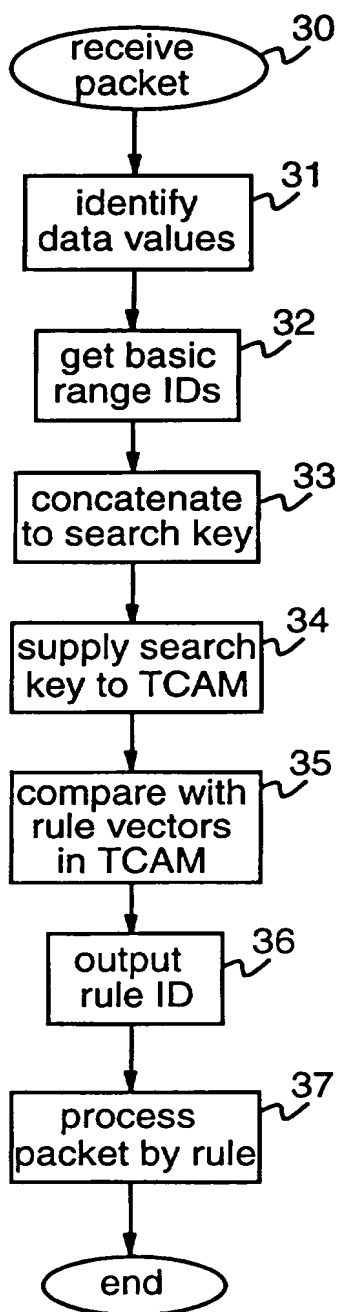 30
receive
packet
31
identify
data values
32
get basic
range IDs
33
concatenate
to search key
34
supply search
key to TCAM
35
compare with
rule vectors
in TCAM
36
output
rule ID
37
process
packet by rule
end